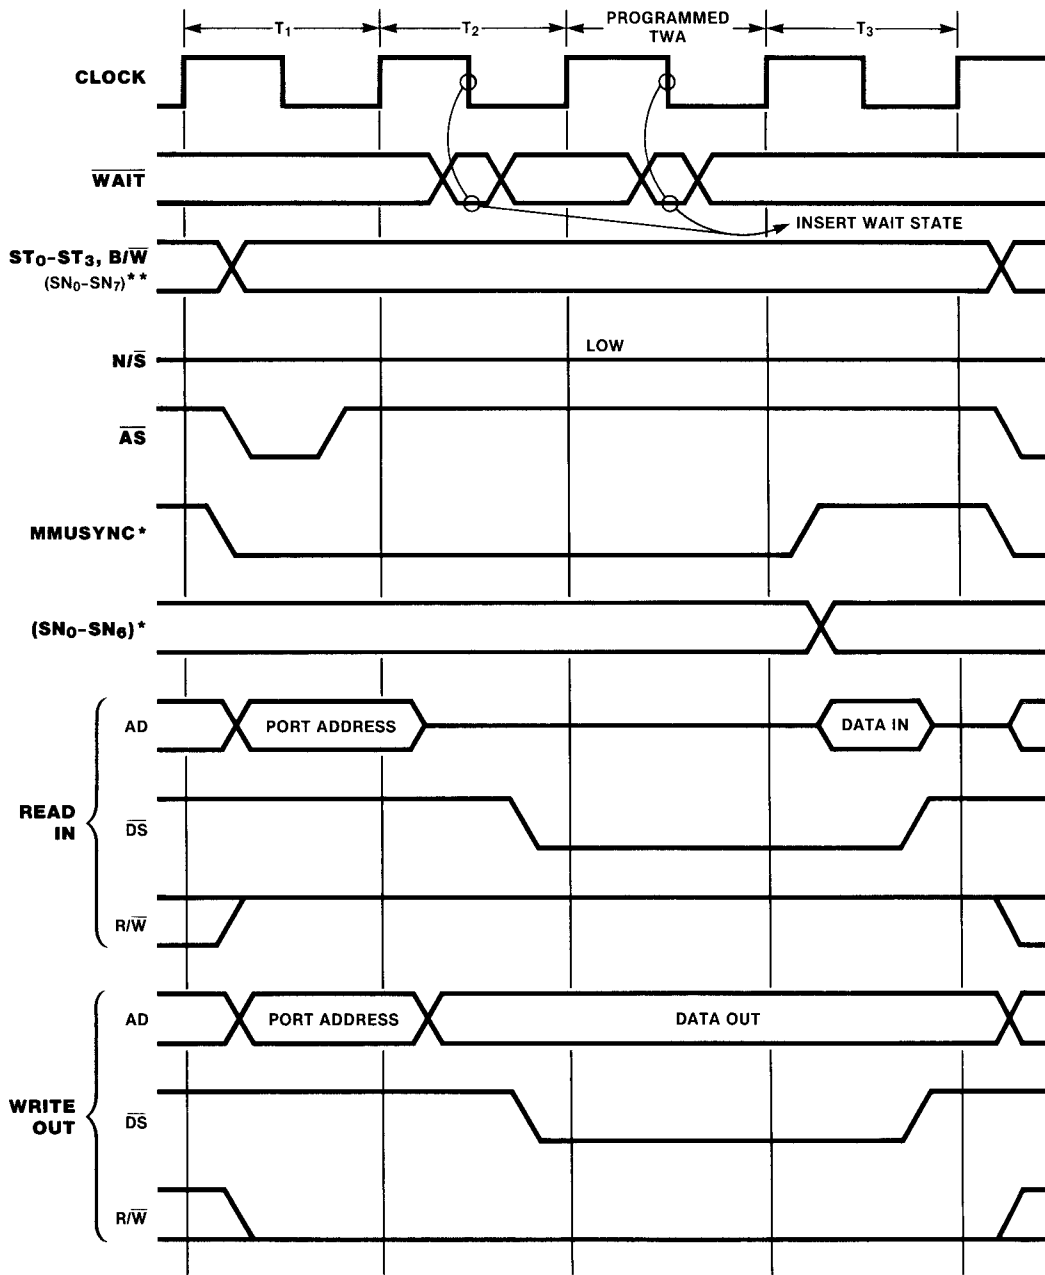 T1
T2
PROGRAMMED
TWA
T3
CLOCK
WAIT
INSERT WAIT STATE
ST0-ST3, B/W
(SN0-SN7)**
LOW
N/S
AS
MMUSYNC*
(SN0-SN6)*
AD
PORT ADDRESS
DATA IN
READ
IN
DS
R/W
AD
PORT ADDRESS
DATA OUT
WRITE
OUT
DS
R/W